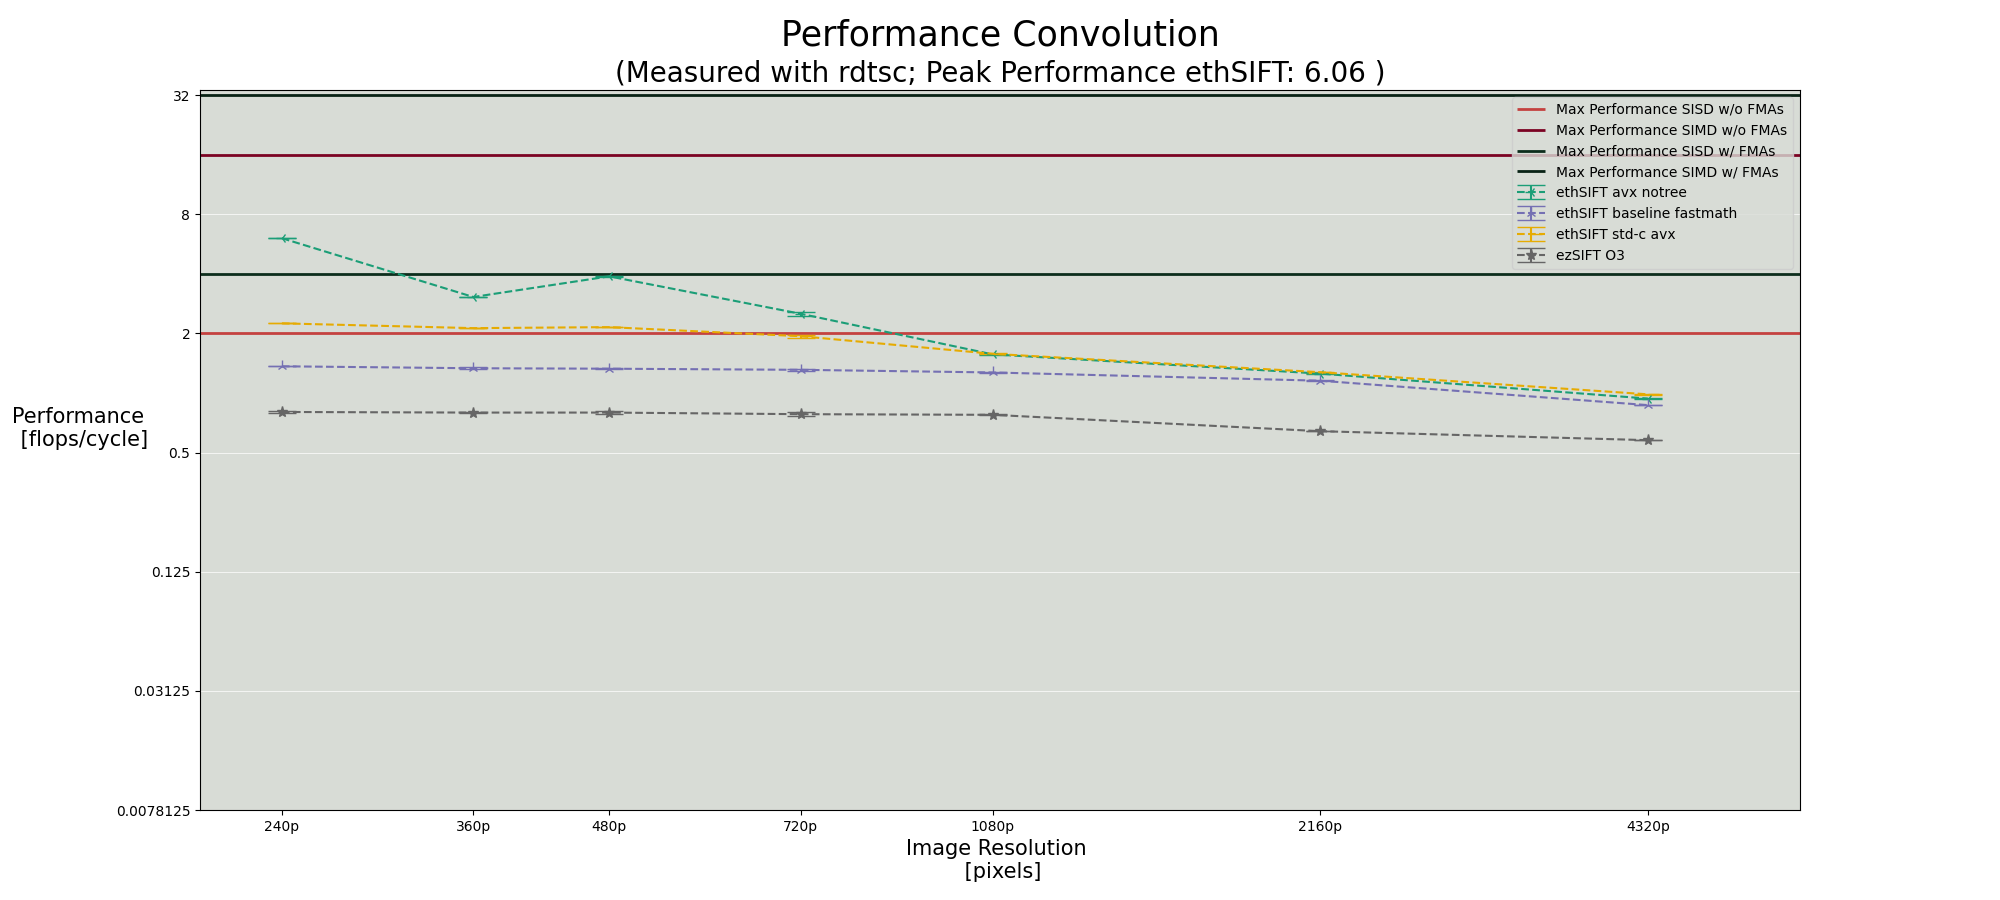 Performance Convolution
(Measured with rdtsc; Peak Performance ethSIFT: 6.06 )
32
8
2
0.5
0.125
0.03125
0.0078125
Performance
[flops/cycle]
Max Performance SISD w/o FMAs
Max Performance SIMD w/o FMAs
Max Performance SISD w/ FMAs
Max Performance SIMD w/ FMAs
ethSIFT avx notree
ethSIFT baseline fastmath
ethSIFT std-c avx
ezSIFT O3
240p 360p 480p 720p 1080p 2160p 4320p
Image Resolution
[pixels]